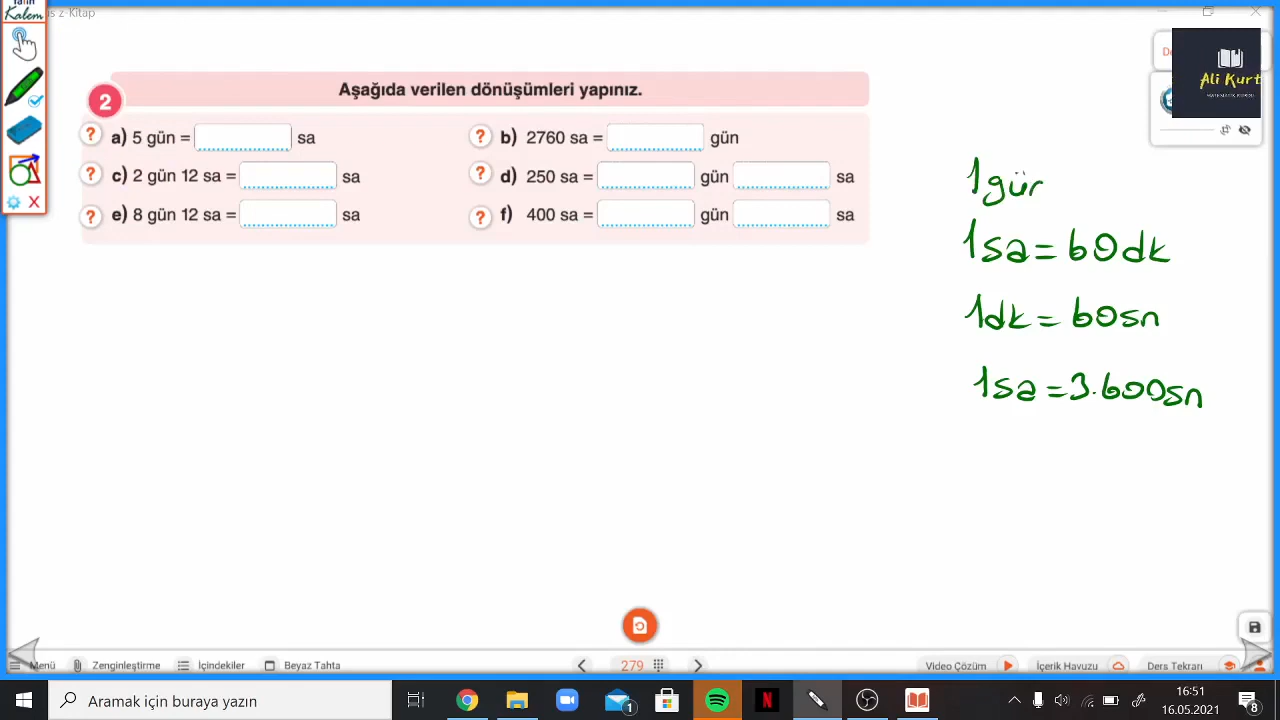 Kalem
z-Kitap
Ali Kurt
2
Aşağıda verilen dönüşümleri yapınız.
? a) 5 gün = sa
? b) 2760 sa = gün
? c) 2 gün 12 sa = sa
? d) 250 sa = gün sa
? e) 8 gün 12 sa = sa
? f) 400 sa = gün sa
1gür
1sa=60dk
1dk=60sn
1sa=3.600sn
Menü
Zenginleştirme
İçindekiler
Beyaz Tahta
279
Video Çözüm
İçerik Havuzu
Ders Tekrarı
Aramak için buraya yazın
1
16:51
16.05.2021
8